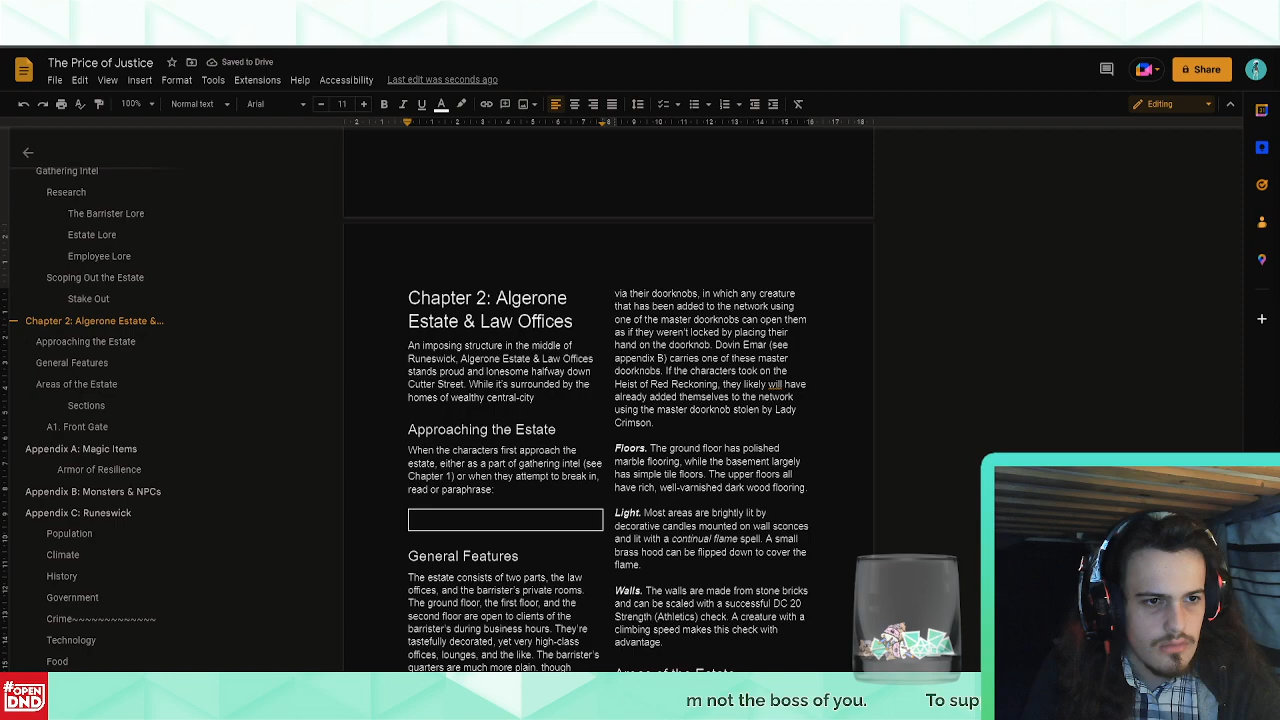 The Price of Justice
Saved to Drive
File Edit View Insert Format Tools Extensions Help Accessibility
Last edit was seconds ago
Share
100%
Normal text
Arial
11
Editing
Gathering Intel
Research
The Barrister Lore
Estate Lore
Employee Lore
Scoping Out the Estate
Stake Out
Chapter 2: Algerone Estate &...
Approaching the Estate
General Features
Areas of the Estate
Sections
A1. Front Gate
Appendix A: Magic Items
Armor of Resilience
Appendix B: Monsters & NPCs
Appendix C: Runeswick
Population
Climate
History
Government
Crime~~~~~~~~~~~~~
Technology
Food
Chapter 2: Algerone
Estate & Law Offices
An imposing structure in the middle of
Runeswick, Algerone Estate & Law Offices
stands proud and lonesome halfway down
Cutter Street. While it's surrounded by the
homes of wealthy central-city
Approaching the Estate
When the characters first approach the
estate, either as a part of gathering intel (see
Chapter 1) or when they attempt to break in,
read or paraphrase:
General Features
The estate consists of two parts, the law
offices, and the barrister's private rooms.
The ground floor, the first floor, and the
second floor are open to clients of the
barrister's during business hours. They're
tastefully decorated, yet very high-class
offices, lounges, and the like. The barrister's
quarters are much more plain, though
via their doorknobs, in which any creature
that has been added to the network using
one of the master doorknobs can open them
as if they weren't locked by placing their
hand on the doorknob. Dovin Emar (see
appendix B) carries one of these master
doorknobs. If the characters took on the
Heist of Red Reckoning, they likely will have
already added themselves to the network
using the master doorknob stolen by Lady
Crimson.
Floors. The ground floor has polished
marble flooring, while the basement largely
has simple tile floors. The upper floors all
have rich, well-varnished dark wood flooring.
Light. Most areas are brightly lit by
decorative candles mounted on wall sconces
and lit with a continual flame spell. A small
brass hood can be flipped down to cover the
flame.
Walls. The walls are made from stone bricks
and can be scaled with a successful DC 20
Strength (Athletics) check. A creature with a
climbing speed makes this check with
advantage.
Areas of the Estate
#OPEN
DND
m not the boss of you. To sup